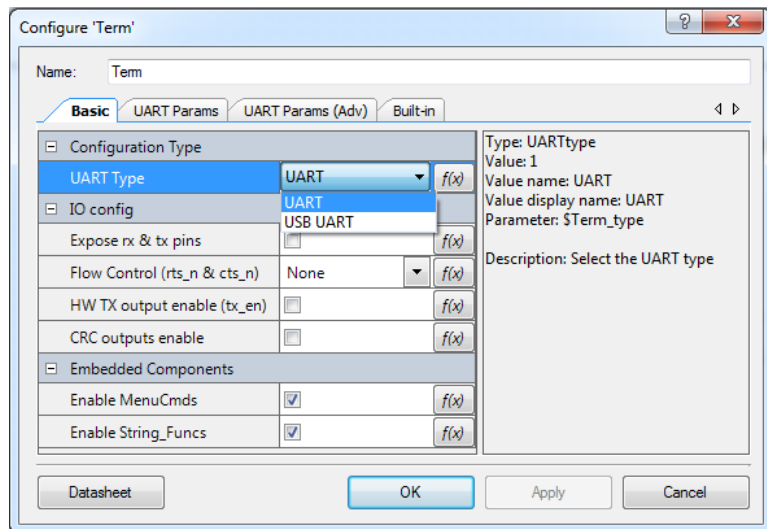 Configure 'Term'
Name: Term
Basic UART Params UART Params (Adv) Built-in
Configuration Type
UART Type UART f(x)
UART
USB UART
IO config
Expose rx & tx pins f(x)
Flow Control (rts_n & cts_n) None f(x)
HW TX output enable (tx_en) f(x)
CRC outputs enable f(x)
Embedded Components
Enable MenuCmds f(x)
Enable String_Funcs f(x)
Type: UARTtype
Value: 1
Value name: UART
Value display name: UART
Parameter: $Term_type
Description: Select the UART type
Datasheet OK Apply Cancel